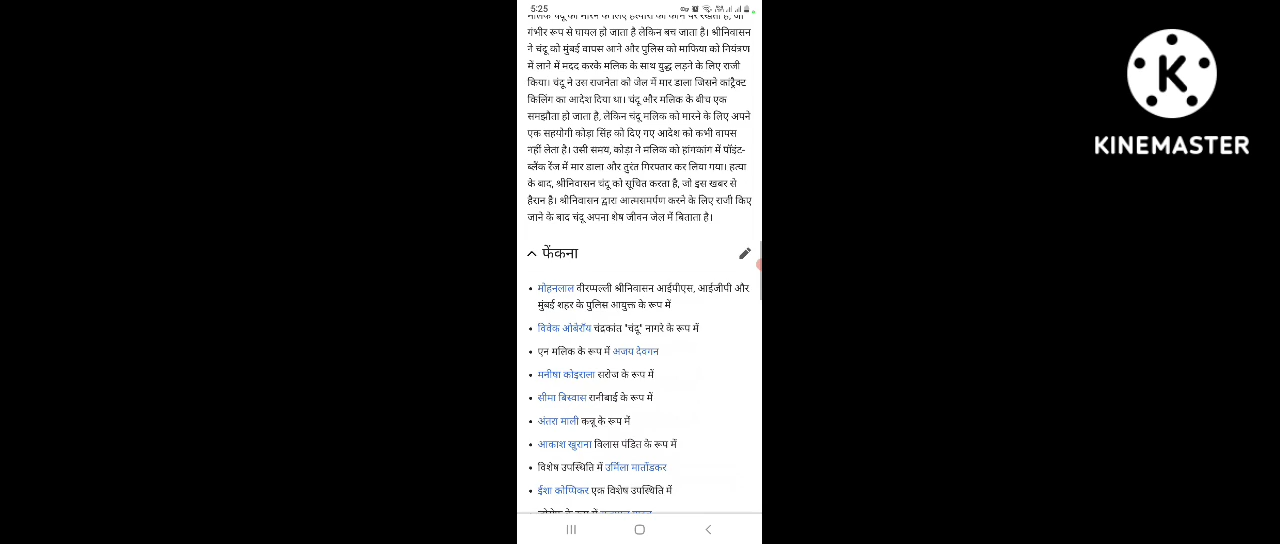 5:25
मालिक चंदू को मारने के लिए हत्यारों को काम पर रखता है, जो
गंभीर रूप से घायल हो जाता है लेकिन बच जाता है। श्रीनिवासन
ने चंदू को मुंबई वापस आने और पुलिस को माफिया को नियंत्रण
में लाने में मदद करके मलिक के साथ युद्ध लड़ने के लिए राजी
किया। चंदू ने उस राजनेता को जेल में मार डाला जिसने कांट्रैक्ट
किलिंग का आदेश दिया था। चंदू और मलिक के बीच एक
समझौता हो जाता है, लेकिन चंदू मलिक को मारने के लिए अपने
एक सहयोगी कोड़ा सिंह को दिए गए आदेश को कभी वापस
नहीं लेता है। उसी समय, कोड़ा ने मलिक को हांगकांग में पॉइंट-
ब्लैंक रेंज में मार डाला और तुरंत गिरफ्तार कर लिया गया। हत्या
के बाद, श्रीनिवासन चंदू को सूचित करता है, जो इस खबर से
हैरान है। श्रीनिवासन द्वारा आत्मसमर्पण करने के लिए राजी किए
जाने के बाद चंदू अपना शेष जीवन जेल में बिताता है।
फेंकना
• मोहनलाल वीरप्पल्ली श्रीनिवासन आईपीएस, आईजीपी और
मुंबई शहर के पुलिस आयुक्त के रूप में
• विवेक ओबेरॉय चंद्रकांत "चंदू" नागरे के रूप में
• एन मलिक के रूप में अजय देवगन
• मनीषा कोइराला सरोज के रूप में
• सीमा बिस्वास रानीबाई के रूप में
• अंतरा माली कन्नू के रूप में
• आकाश खुराना विलास पंडित के रूप में
• विशेष उपस्थिति में उर्मिला मातोंडकर
• ईशा कोप्पिकर एक विशेष उपस्थिति में
KINEMASTER